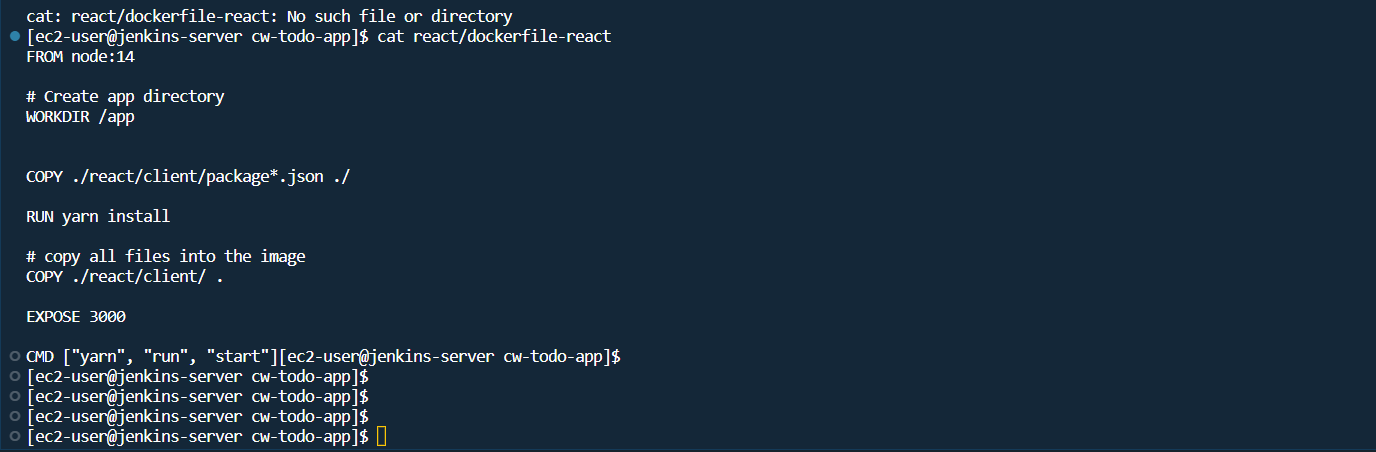 cat: react/dockerfile-react: No such file or directory
[ec2-user@jenkins-server cw-todo-app]$ cat react/dockerfile-react
FROM node:14
# Create app directory
WORKDIR /app
COPY ./react/client/package*.json ./
RUN yarn install
# copy all files into the image
COPY ./react/client/ .
EXPOSE 3000
CMD ["yarn", "run", "start"][ec2-user@jenkins-server cw-todo-app]$
[ec2-user@jenkins-server cw-todo-app]$
[ec2-user@jenkins-server cw-todo-app]$
[ec2-user@jenkins-server cw-todo-app]$
[ec2-user@jenkins-server cw-todo-app]$